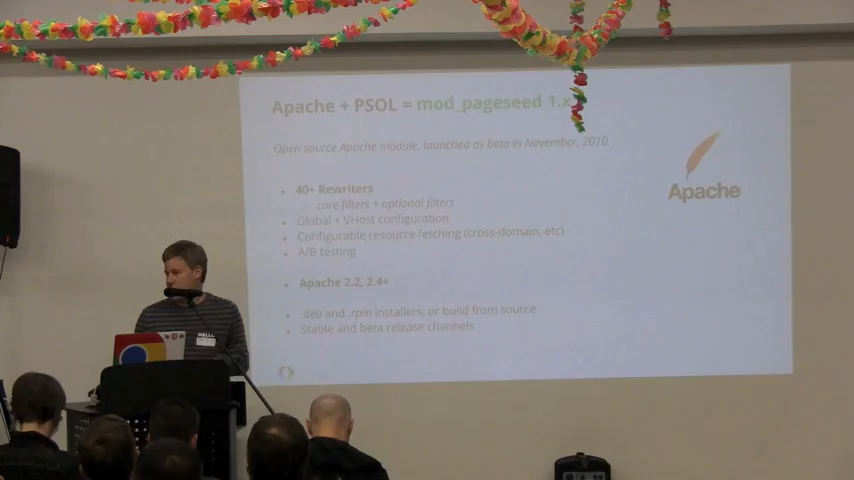 Apache + PSOL = mod_pageseed 1.x
Open source Apache module, launched as beta in November, 2010.
40+ Rewriters
core filters + optional filters
Global + VHost configuration
Configurable resource fetching (cross-domain, etc)
A/B testing
Apache 2.2, 2.4+
.deb and .rpm installers, or build from source
Stable and beta release channels
Apache
HELLO